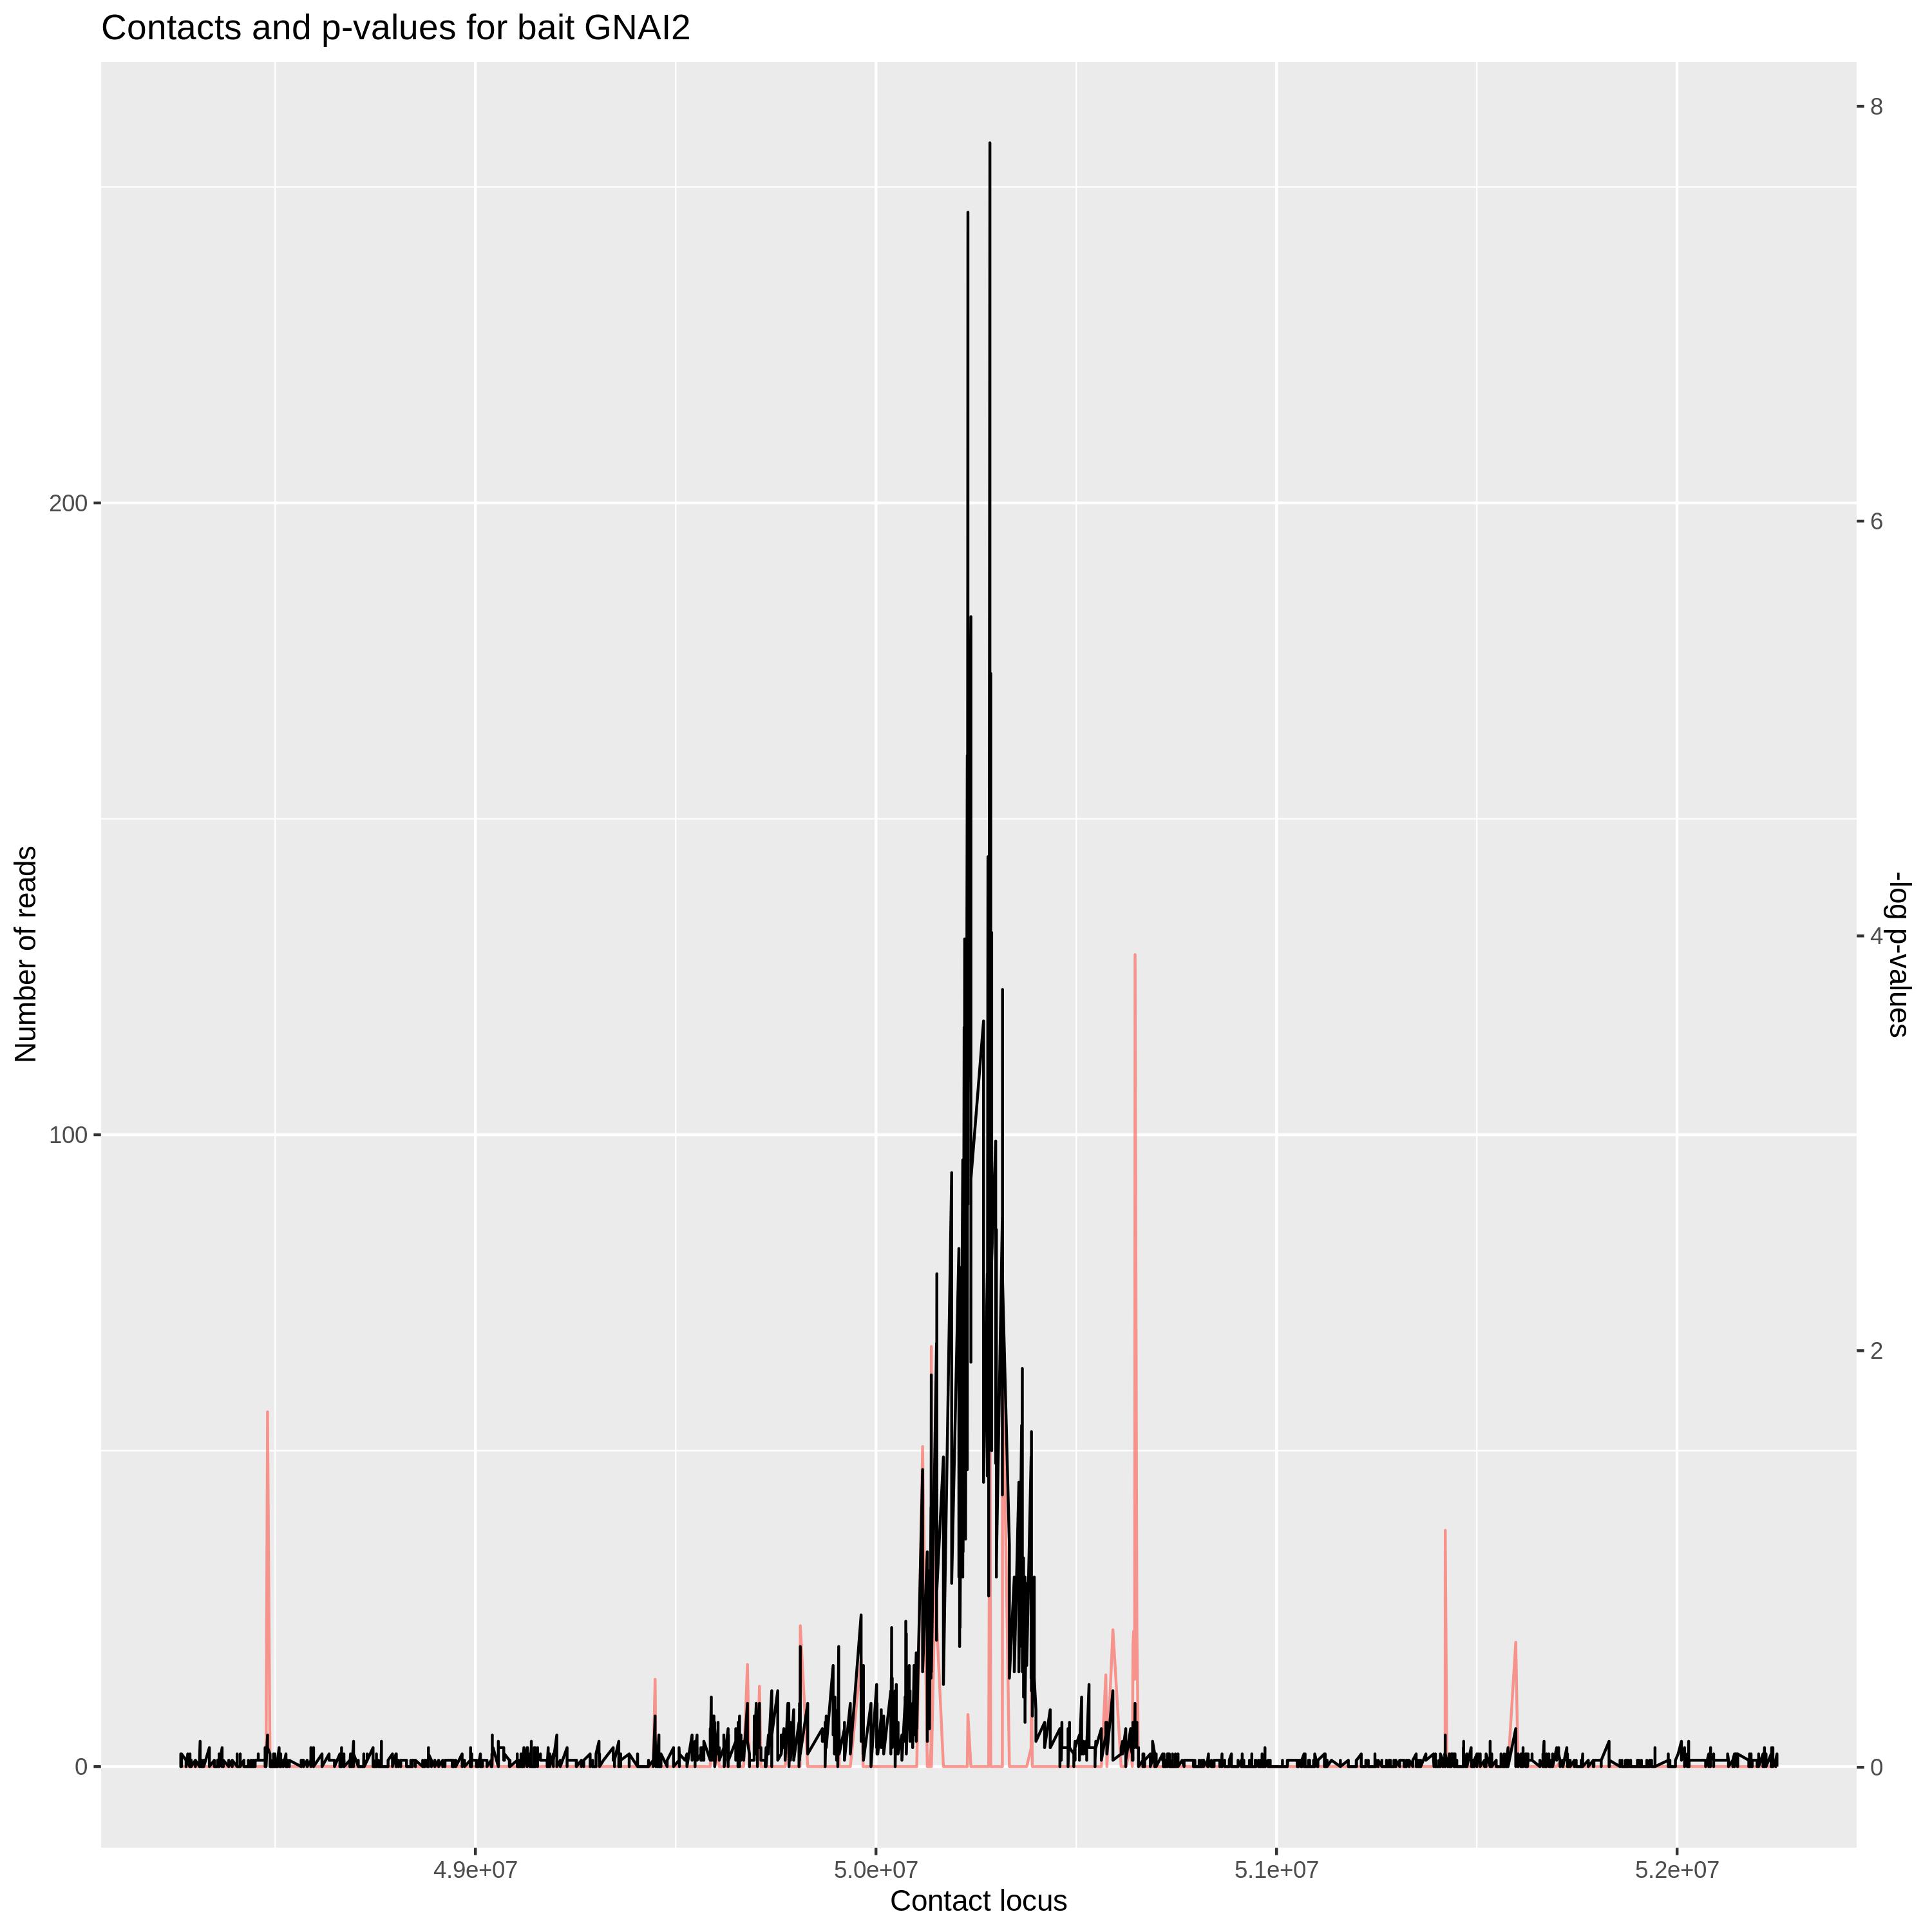 Contacts and p-values for bait GNAI2
Number of reads
200
100
0
8
6
4
2
0
-log p-values
4.9e+07 5.0e+07 5.1e+07 5.2e+07
Contact locus